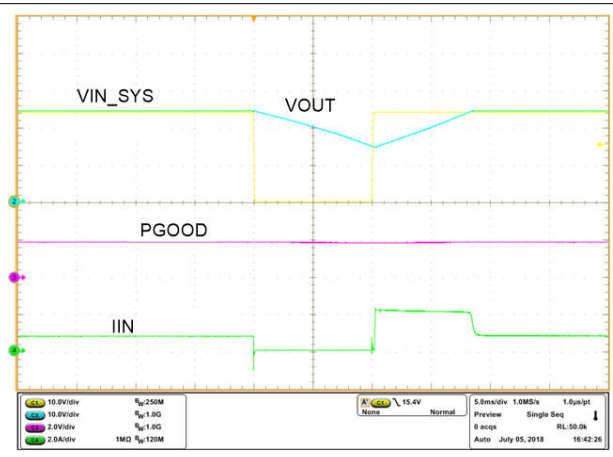 VIN_SYS
VOUT
PGOOD
IIN
2
3
4
C1 10.0V/div BW:250M
C2 10.0V/div BW:1.0G
C3 2.0V/div BW:1.0G
C4 2.0A/div 1MΩ BW:120M
A' C1 15.4V
None Normal
5.0ms/div 1.0MS/s 1.0µs/pt
Preview Single Seq
0 acqs RL:50.0k
Auto July 05, 2018 16:42:26